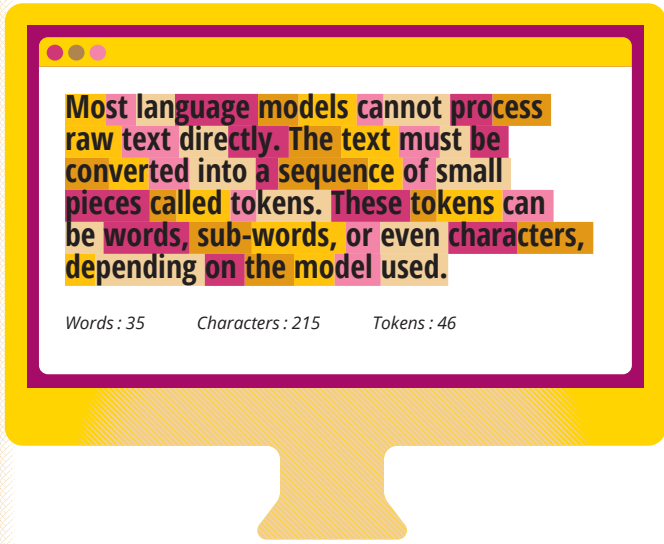 Most language models cannot process
raw text directly. The text must be
converted into a sequence of small
pieces called tokens. These tokens can
be words, sub-words, or even characters,
depending on the model used.
Words : 35 Characters : 215 Tokens : 46